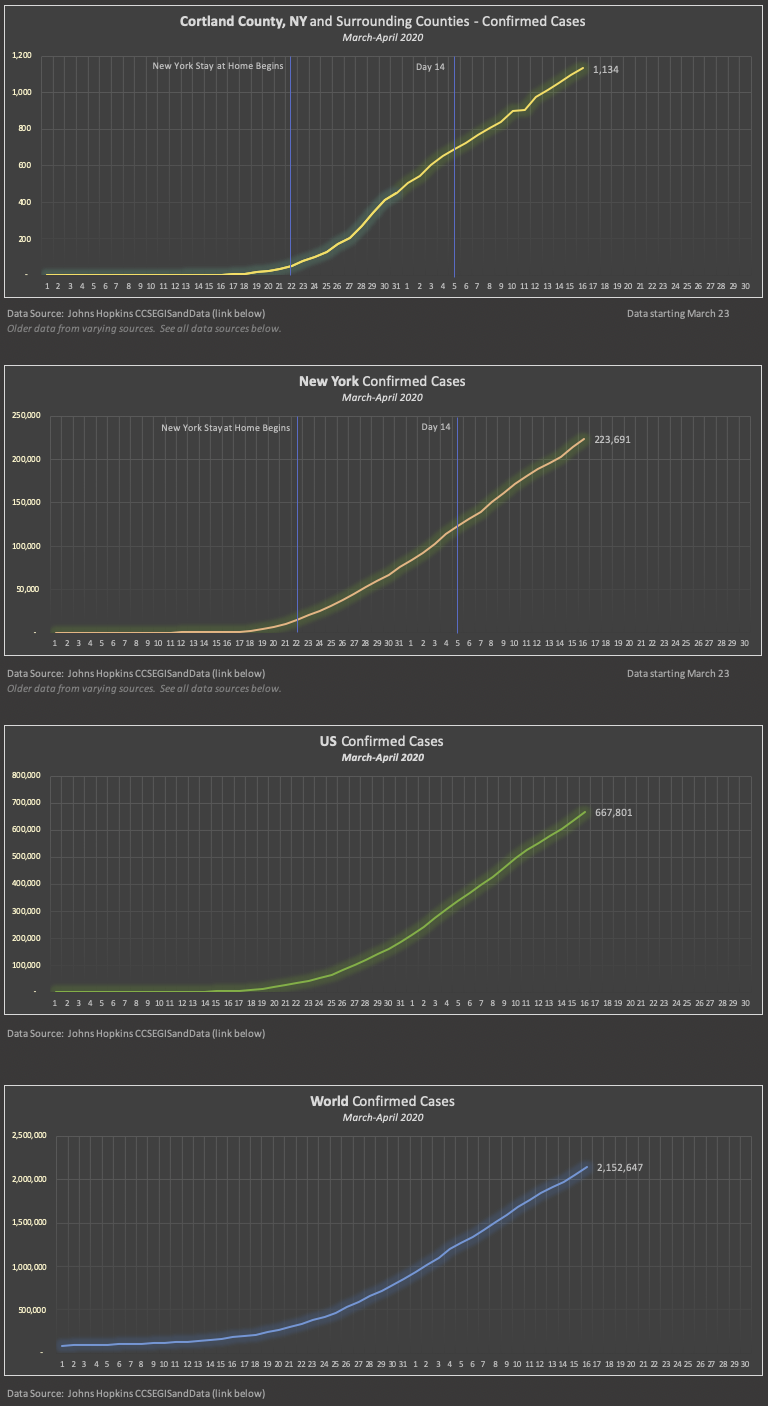 Cortland County, NY and Surrounding Counties - Confirmed Cases
March-April 2020
1,200
1,000
800
600
400
200
-
New York Stay at Home Begins
Day 14
1,134
1 2 3 4 5 6 7 8 9 10 11 12 13 14 15 16 17 18 19 20 21 22 23 24 25 26 27 28 29 30 31 1 2 3 4 5 6 7 8 9 10 11 12 13 14 15 16 17 18 19 20 21 22 23 24 25 26 27 28 29 30
Data Source: Johns Hopkins CCSEGISandData (link below) Data starting March 23
Older data from varying sources. See all data sources below.
New York Confirmed Cases
March-April 2020
250,000
200,000
150,000
100,000
50,000
-
New York Stay at Home Begins
Day 14
223,691
1 2 3 4 5 6 7 8 9 10 11 12 13 14 15 16 17 18 19 20 21 22 23 24 25 26 27 28 29 30 31 1 2 3 4 5 6 7 8 9 10 11 12 13 14 15 16 17 18 19 20 21 22 23 24 25 26 27 28 29 30
Data Source: Johns Hopkins CCSEGISandData (link below) Data starting March 23
Older data from varying sources. See all data sources below.
US Confirmed Cases
March-April 2020
800,000
700,000
600,000
500,000
400,000
300,000
200,000
100,000
-
667,801
1 2 3 4 5 6 7 8 9 10 11 12 13 14 15 16 17 18 19 20 21 22 23 24 25 26 27 28 29 30 31 1 2 3 4 5 6 7 8 9 10 11 12 13 14 15 16 17 18 19 20 21 22 23 24 25 26 27 28 29 30
Data Source: Johns Hopkins CCSEGISandData (link below)
World Confirmed Cases
March-April 2020
2,500,000
2,000,000
1,500,000
1,000,000
500,000
-
2,152,647
1 2 3 4 5 6 7 8 9 10 11 12 13 14 15 16 17 18 19 20 21 22 23 24 25 26 27 28 29 30 31 1 2 3 4 5 6 7 8 9 10 11 12 13 14 15 16 17 18 19 20 21 22 23 24 25 26 27 28 29 30
Data Source: Johns Hopkins CCSEGISandData (link below)